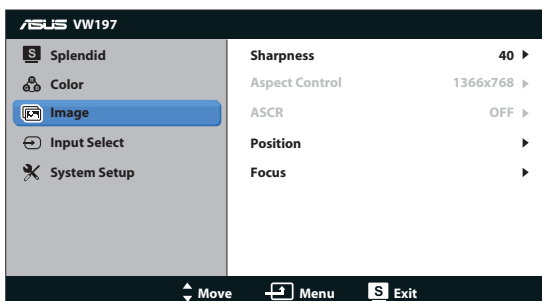 ASUS VW197
S Splendid
Color
Image
Input Select
System Setup
Sharpness 40
Aspect Control 1366x768
ASCR OFF
Position
Focus
Move Menu S Exit